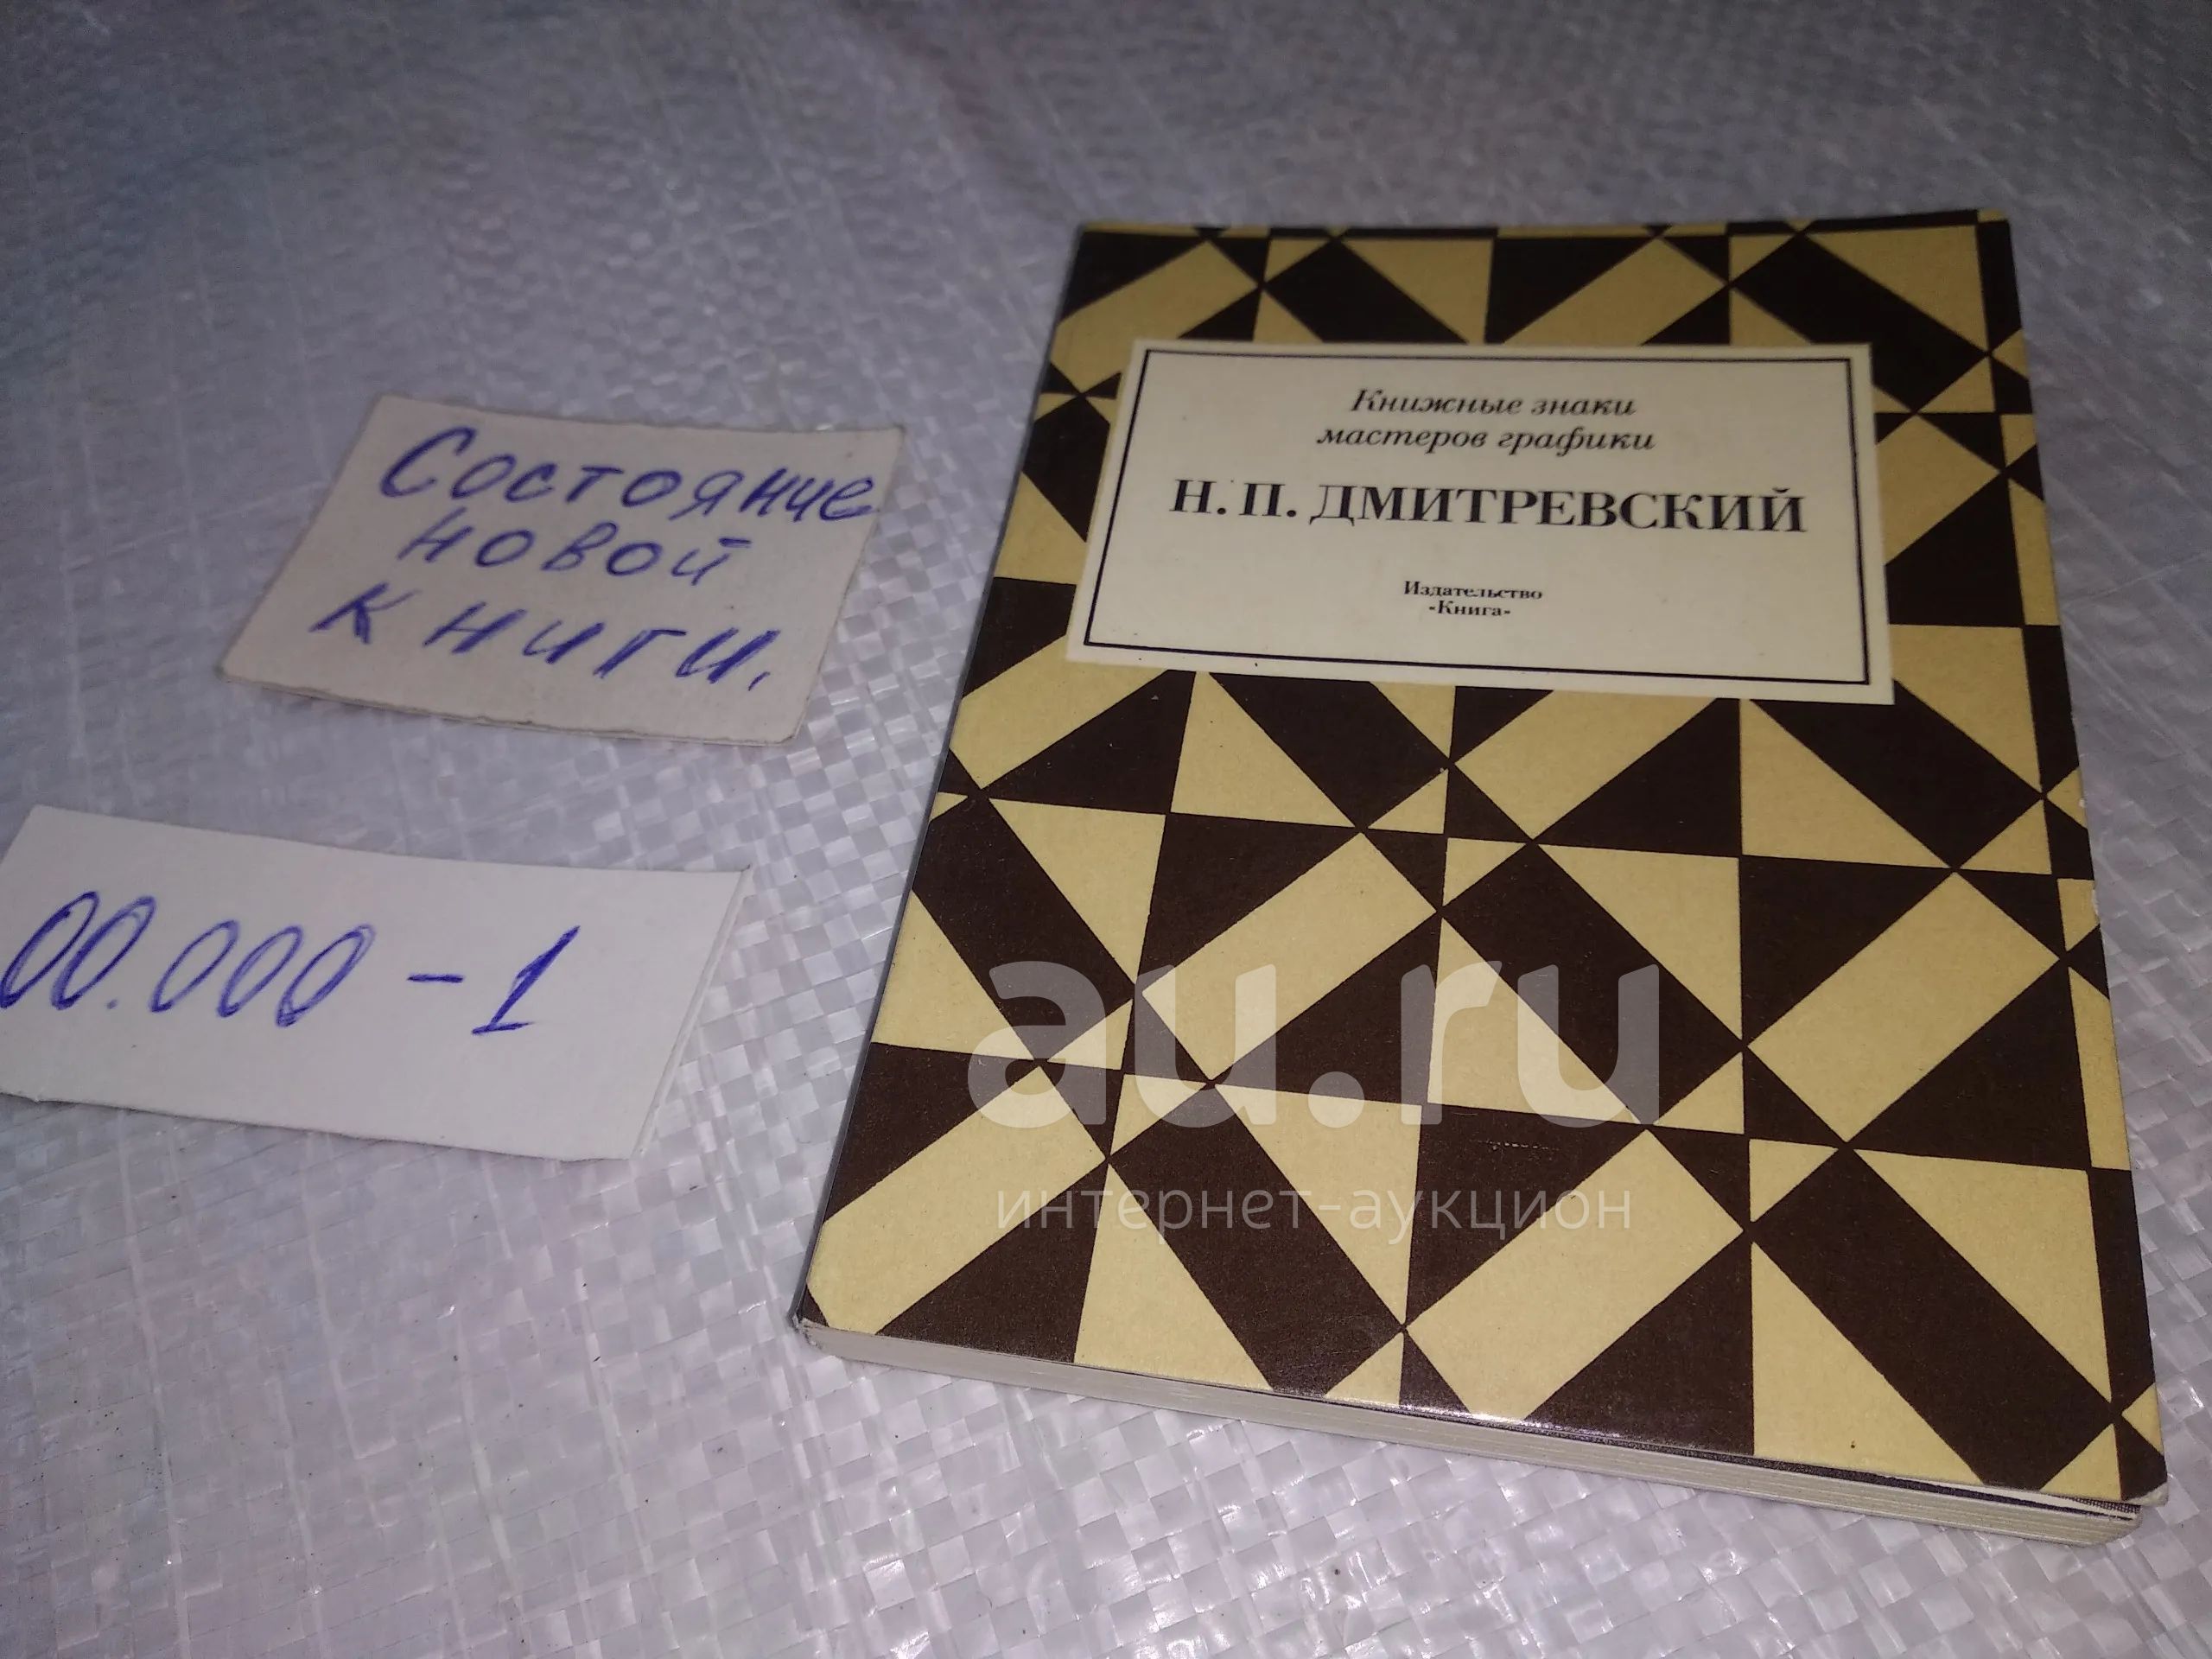 Состояние
новой
книги.
00.000 - 1
Книжные знаки
мастеров графики
Н. П. ДМИТРЕВСКИЙ
Издательство
«Книга»
au.ru
интернет-аукцион